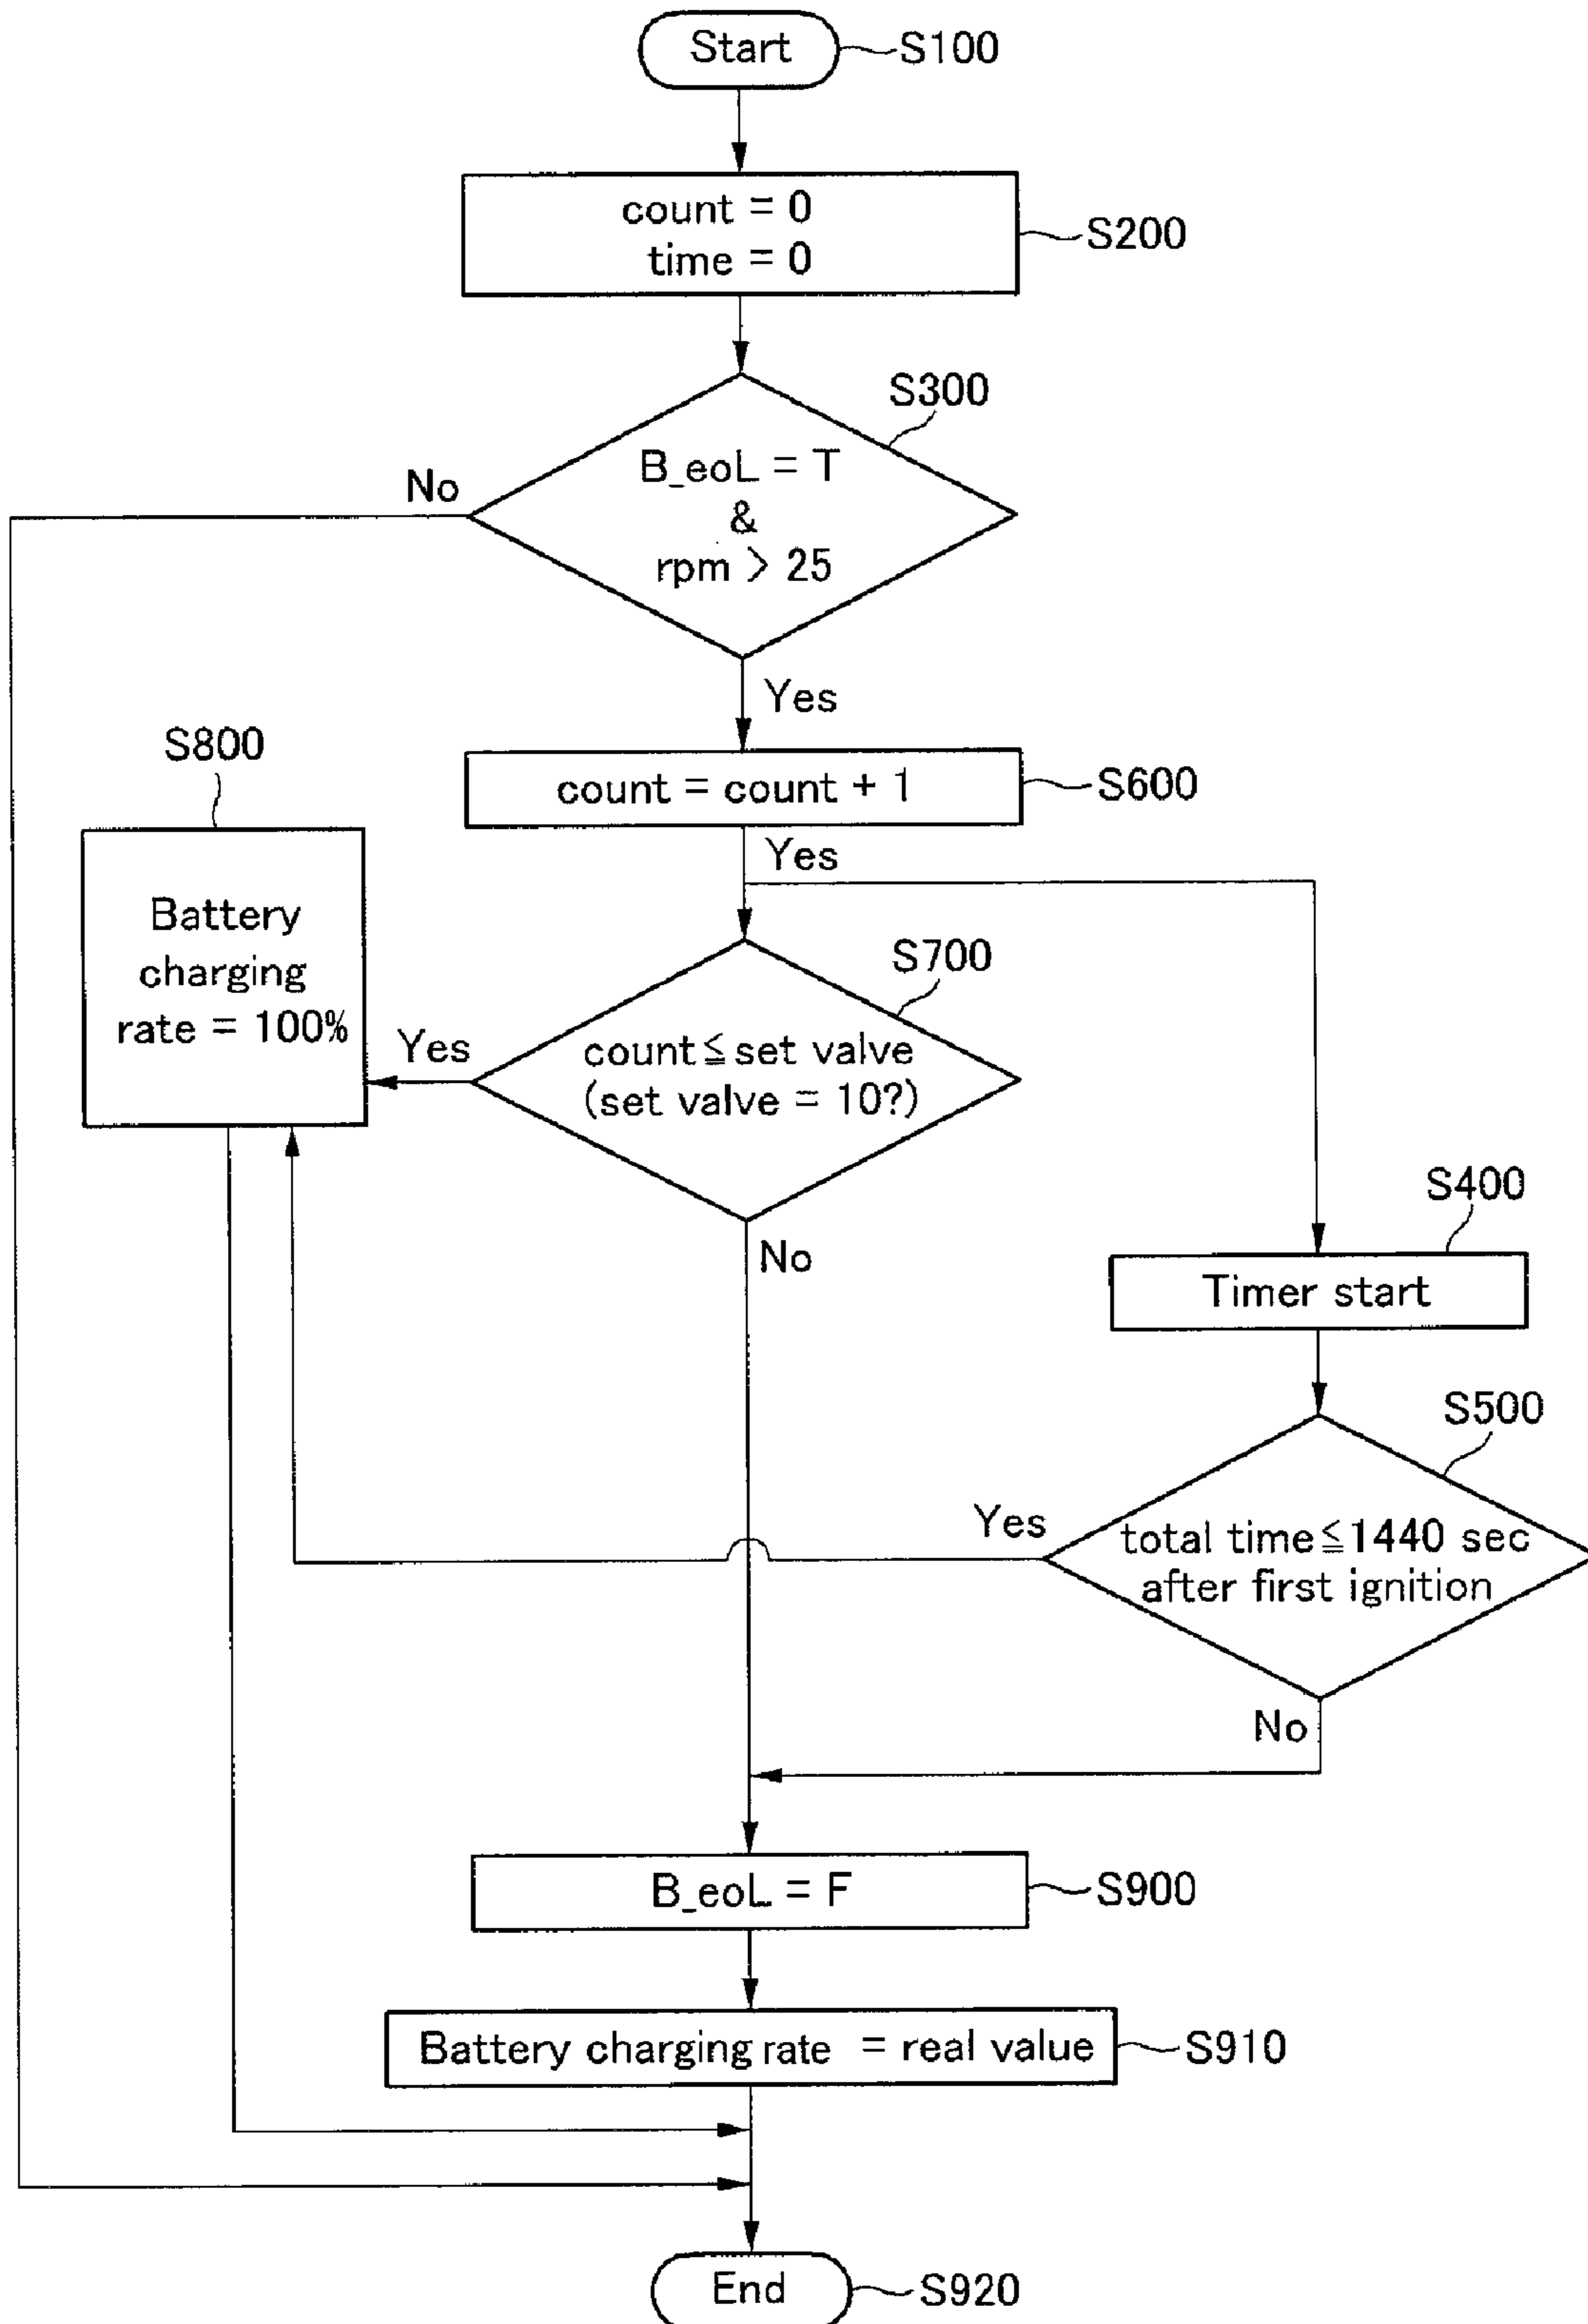 Start
S100
count = 0
time = 0
S200
S300
B_eoL = T
&
rpm > 25
No
Yes
S800
count = count + 1
S600
Yes
Battery
charging
rate = 100%
S700
count≦set valve
(set valve = 10?)
Yes
No
S400
Timer start
S500
Yes
total time≦1440 sec
after first ignition
No
B_eoL = F
S900
Battery charging rate = real value
S910
End
S920